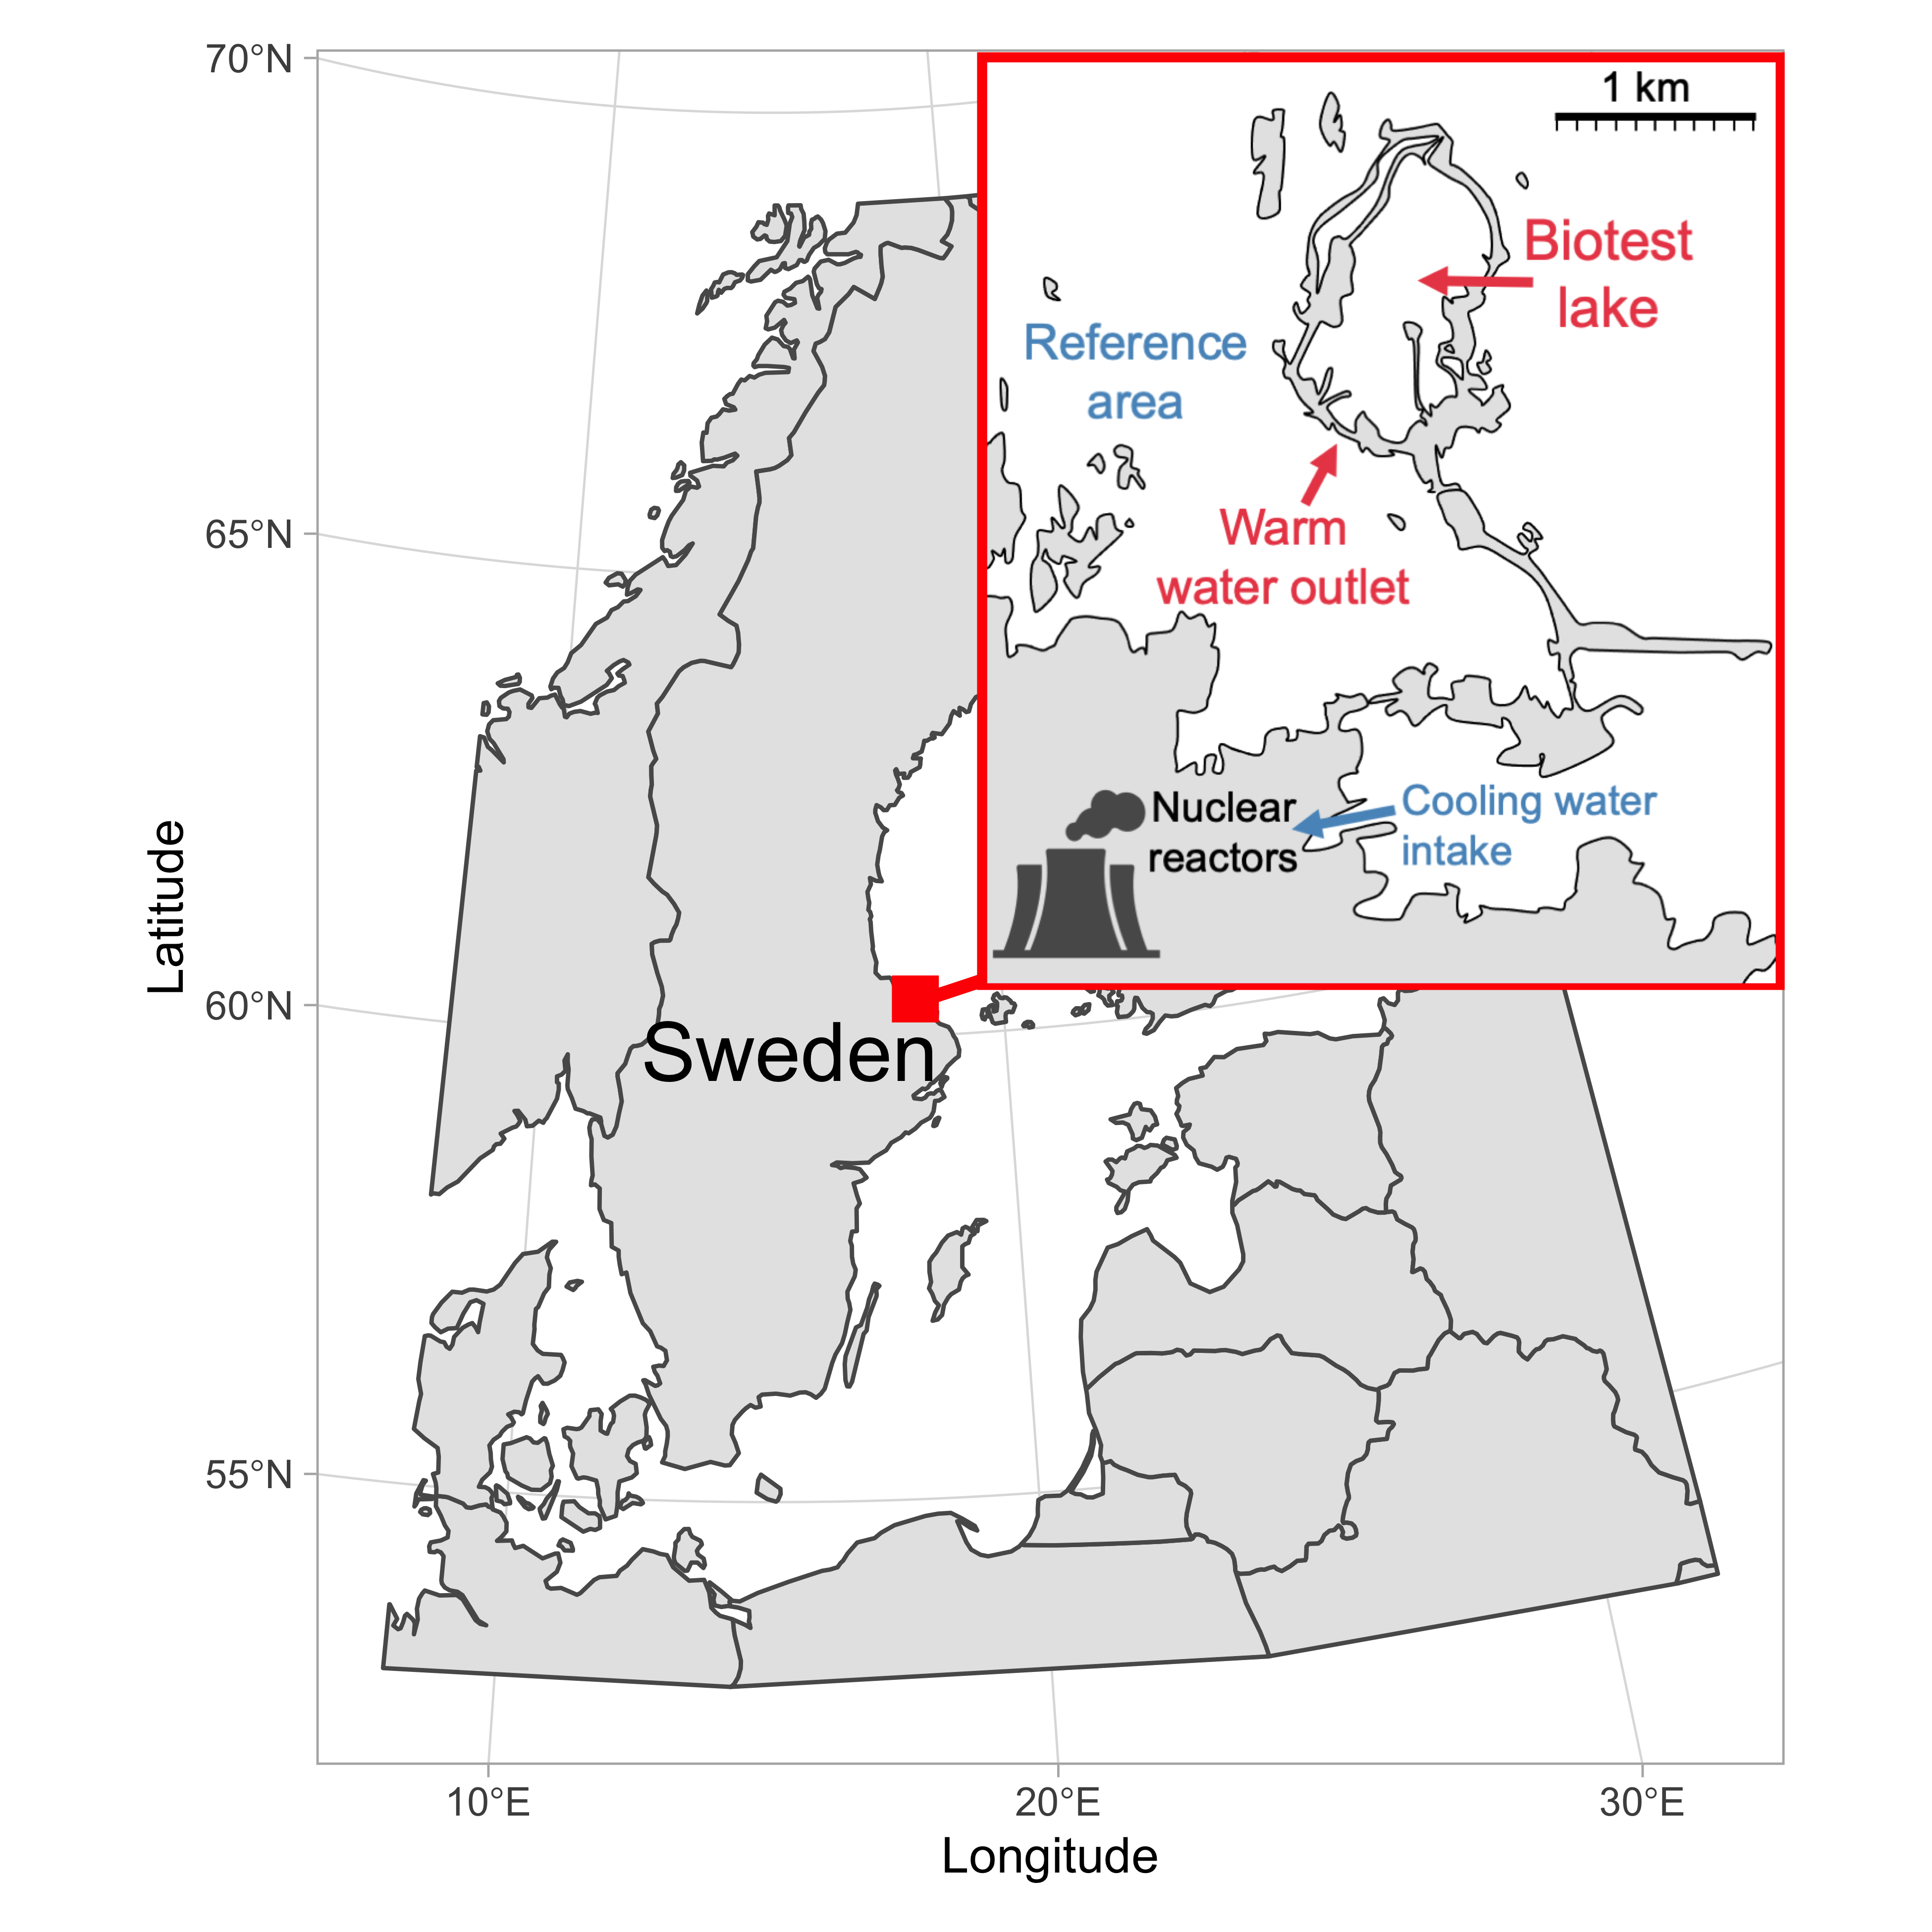 70°N
65°N
60°N
55°N
Latitude
10°E
20°E
30°E
Longitude
Sweden
1 km
Biotest
lake
Reference
area
Warm
water outlet
Nuclear
reactors
Cooling water
intake